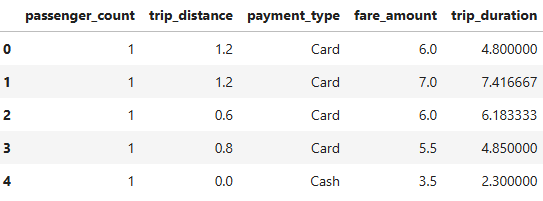 passenger_count trip_distance payment_type fare_amount trip_duration
0 1 1.2 Card 6.0 4.800000
1 1 1.2 Card 7.0 7.416667
2 1 0.6 Card 6.0 6.183333
3 1 0.8 Card 5.5 4.850000
4 1 0.0 Cash 3.5 2.300000